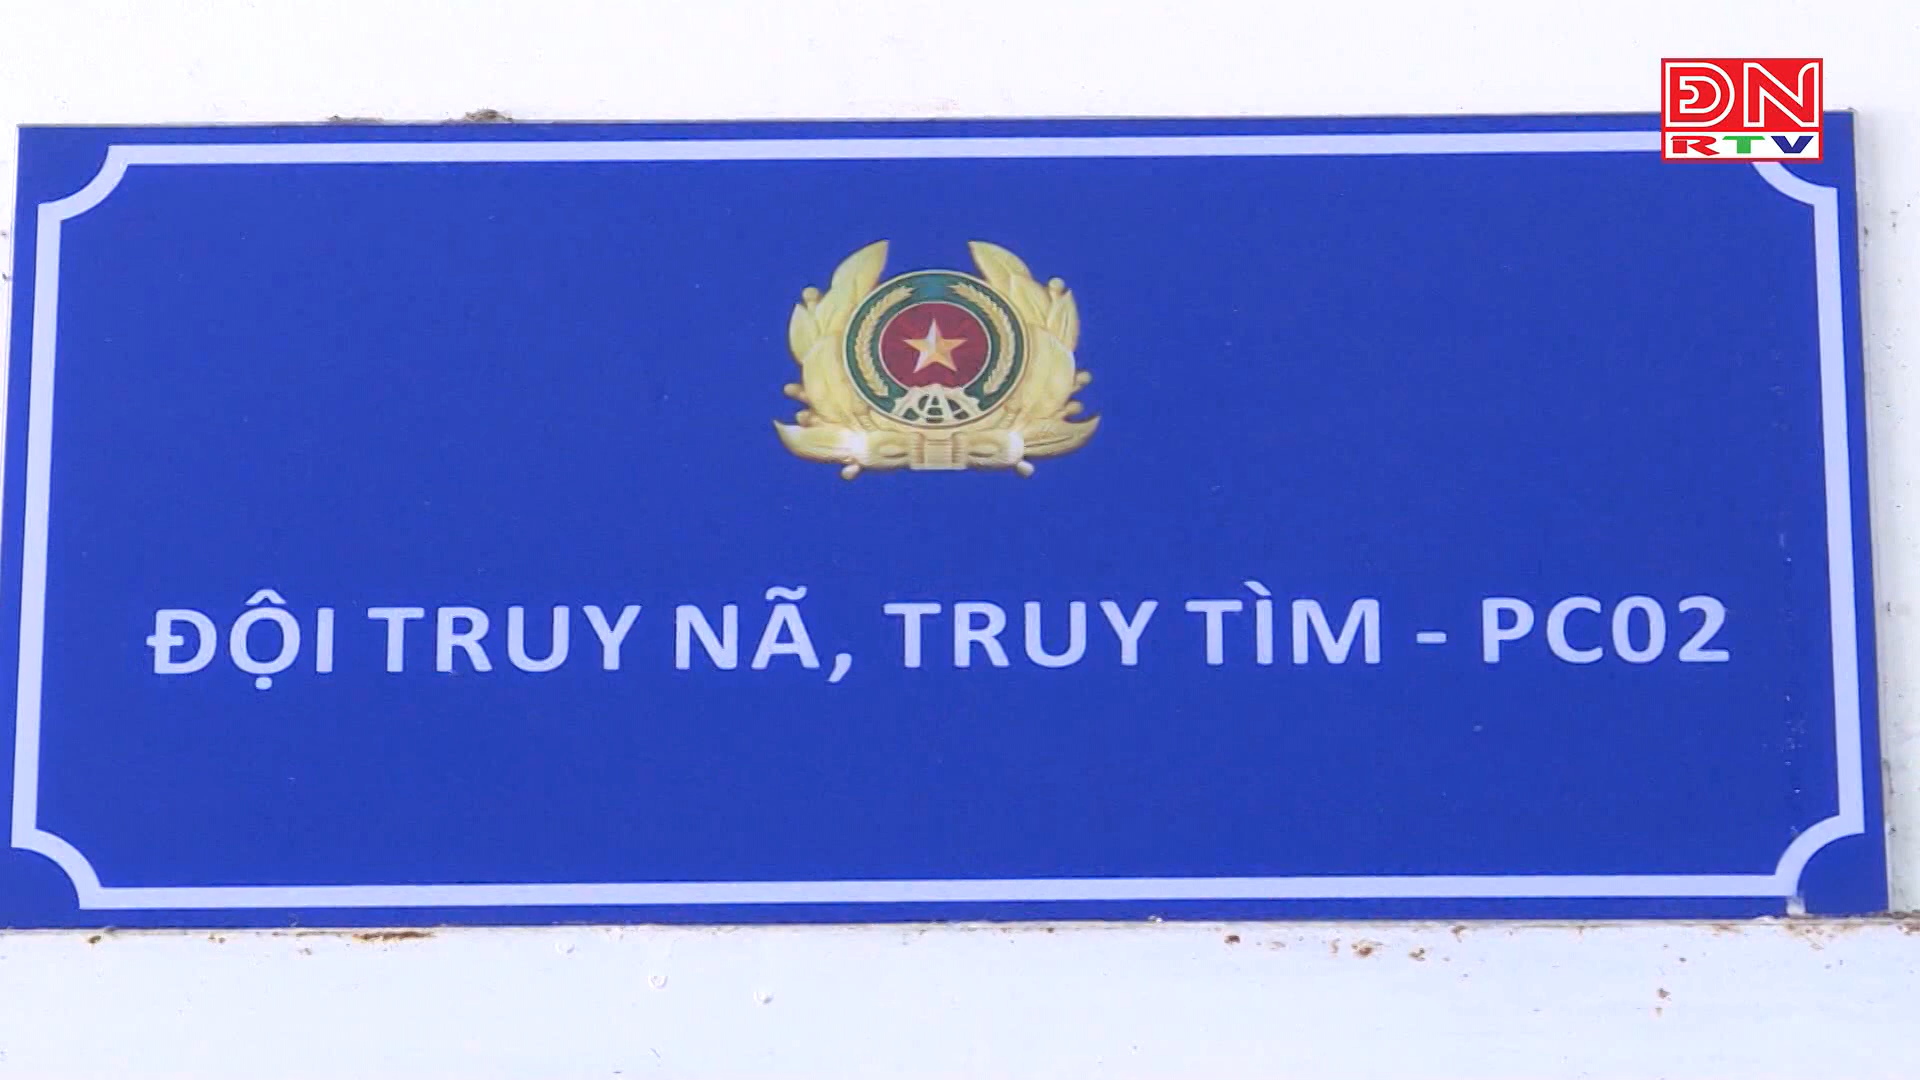 ĐN
RTV
ĐỘI TRUY NÃ, TRUY TÌM - PC02